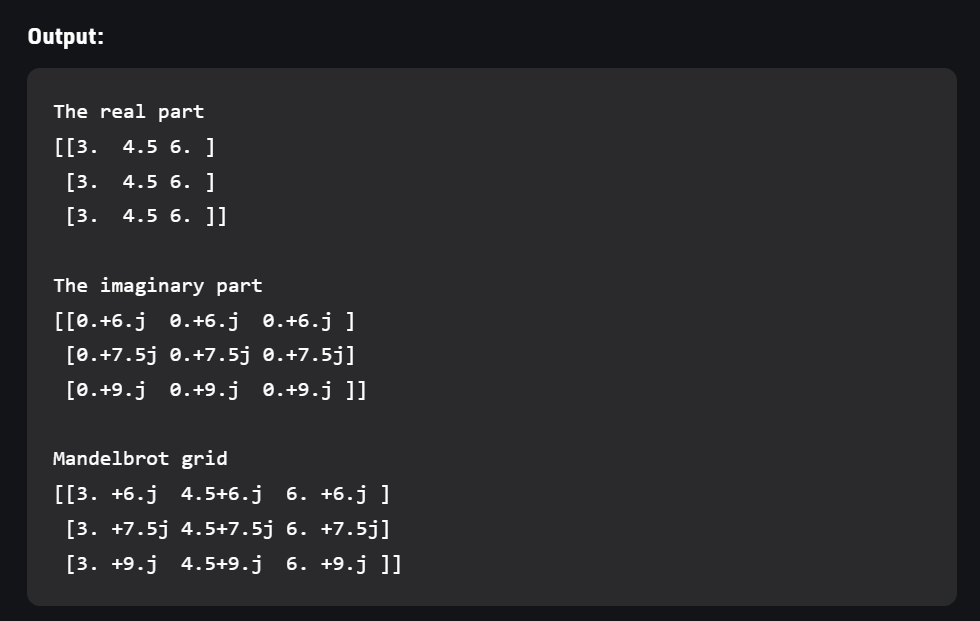 Output:
The real part
[[3.  4.5 6. ]
 [3.  4.5 6. ]
 [3.  4.5 6. ]]
The imaginary part
[[0.+6.j  0.+6.j  0.+6.j ]
 [0.+7.5j 0.+7.5j 0.+7.5j]
 [0.+9.j  0.+9.j  0.+9.j ]]
Mandelbrot grid
[[3. +6.j  4.5+6.j  6. +6.j ]
 [3. +7.5j 4.5+7.5j 6. +7.5j]
 [3. +9.j  4.5+9.j  6. +9.j ]]